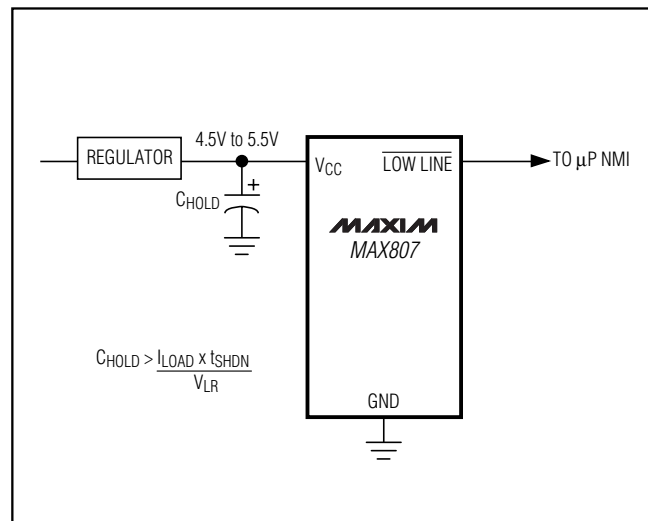 4.5V to 5.5V
REGULATOR
VCC
LOW LINE
TO μP NMI
CHOLD
+
MAXIM
MAX807
CHOLD > ILOAD x tSHDN
VLR
GND